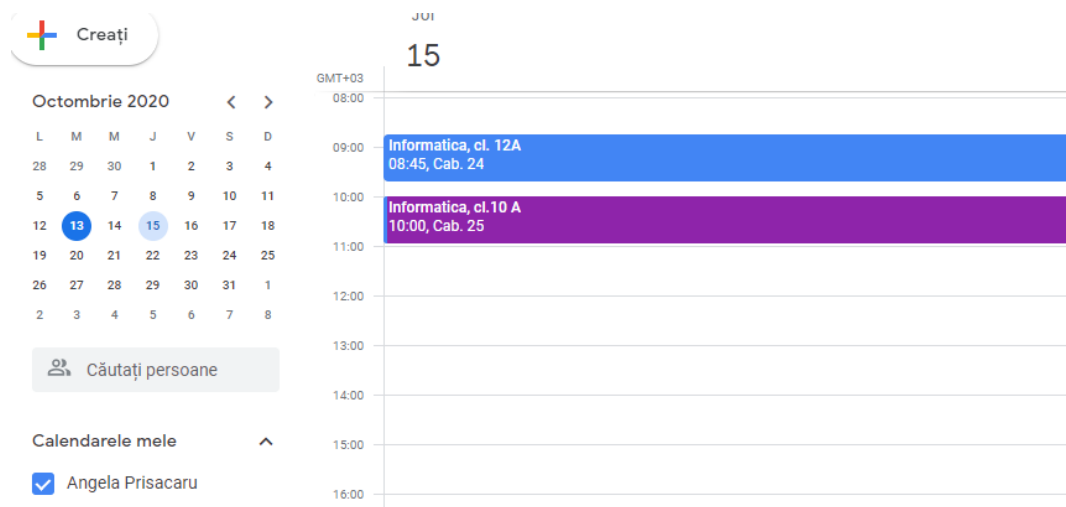 Creați
JOI
15
GMT+03
Octombrie 2020
L M M J V S D
28 29 30 1 2 3 4
5 6 7 8 9 10 11
12 13 14 15 16 17 18
19 20 21 22 23 24 25
26 27 28 29 30 31 1
2 3 4 5 6 7 8
Căutați persoane
Calendarele mele
Angela Prisacaru
08:00
09:00
Informatica, cl. 12A
08:45, Cab. 24
10:00
Informatica, cl.10 A
10:00, Cab. 25
11:00
12:00
13:00
14:00
15:00
16:00